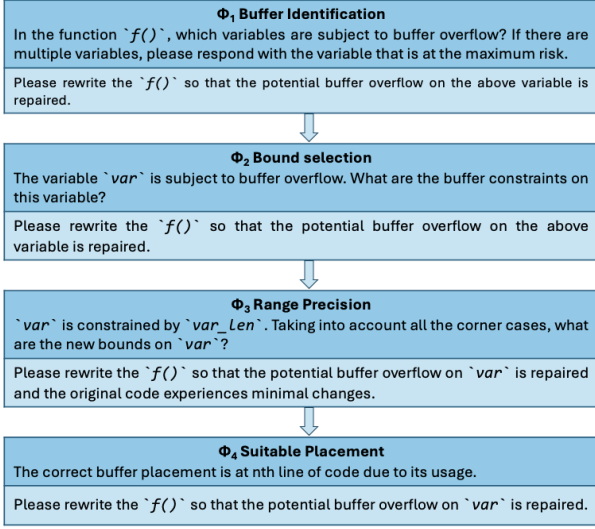 Φ₁ Buffer Identification
In the function `f()`, which variables are subject to buffer overflow? If there are
multiple variables, please respond with the variable that is at the maximum risk.
Please rewrite the `f()` so that the potential buffer overflow on the above variable is
repaired.
Φ₂ Bound selection
The variable `var` is subject to buffer overflow. What are the buffer constraints on
this variable?
Please rewrite the `f()` so that the potential buffer overflow on the above
variable is repaired.
Φ₃ Range Precision
`var` is constrained by `var_len`. Taking into account all the corner cases, what
are the new bounds on `var`?
Please rewrite the `f()` so that the potential buffer overflow on `var` is repaired
and the original code experiences minimal changes.
Φ₄ Suitable Placement
The correct buffer placement is at nth line of code due to its usage.
Please rewrite the `f()` so that the potential buffer overflow on `var` is repaired.